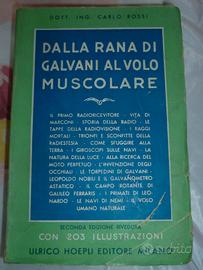 DOTT. ING. CARLO ROSSI
DALLA RANA DI
GALVANI AL VOLO
MUSCOLARE
IL PRIMO RADIORICEVITORE - VITA DI
MARCONI - STORIA DELLA RADIO - LE
TAPPE DELLA RADIOVISIONE - I RAGGI
MORTALI - TRIONFI E SCONFITTE DELLA
RADIESTESIA - COME SFUGGIRE ALLA
TERRA - I GIROSCOPI SULLE NAVI - LA
NATURA DELLA LUCE - ALLA RICERCA DEL
MOTO PERPETUO - L'INVENZIONE DEGLI
OCCHIALI - LE TORPEDINI DI GALVANI -
LEOPOLDO NOBILI E IL GALVANOMETRO
ASTATICO - IL CAMPO ROTANTE DI
GALILEO FERRARIS - I PRIMATI DI LEO-
NARDO - LE NAVI DI NEMI - IL VOLO
UMANO NATURALE
SECONDA EDIZIONE RIVEDUTA
CON 203 ILLUSTRAZIONI
ULRICO HOEPLI EDITORE MILANO